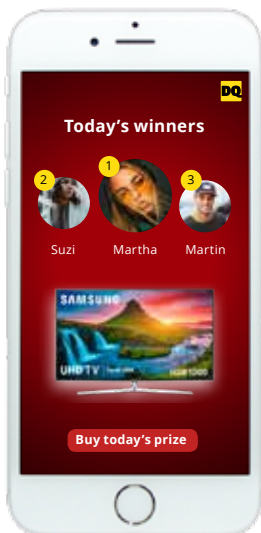 DQ
Today's winners
2
1
3
Suzi
Martha
Martin
SAMSUNG
UHD TV
Buy today's prize